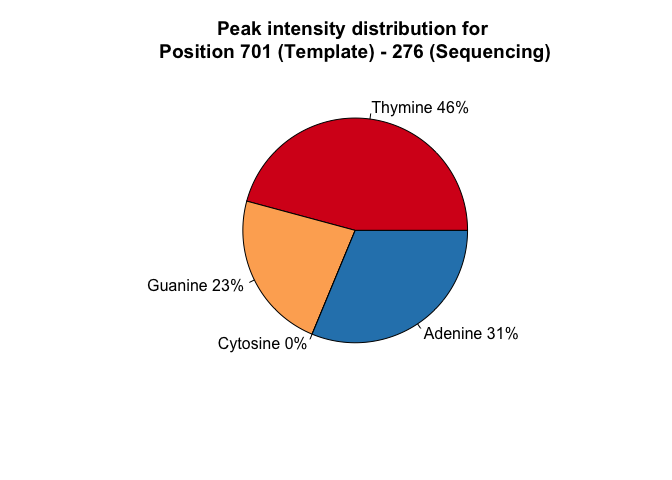 Peak intensity distribution for
Position 701 (Template) - 276 (Sequencing)
Thymine 46%
Guanine 23%
Cytosine 0%
Adenine 31%